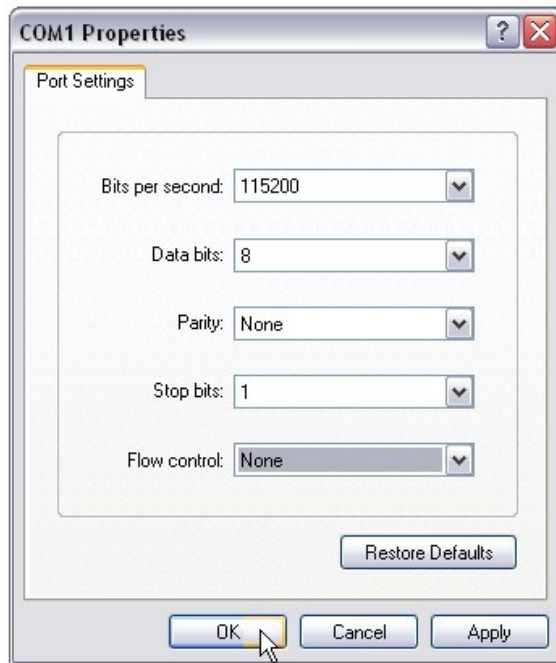 COM1 Properties
Port Settings
Bits per second: 115200
Data bits: 8
Parity: None
Stop bits: 1
Flow control: None
Restore Defaults
OK Cancel Apply